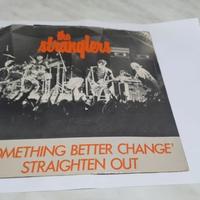 the
stranglers
OMETHING BETTER CHANGE'
STRAIGHTEN OUT